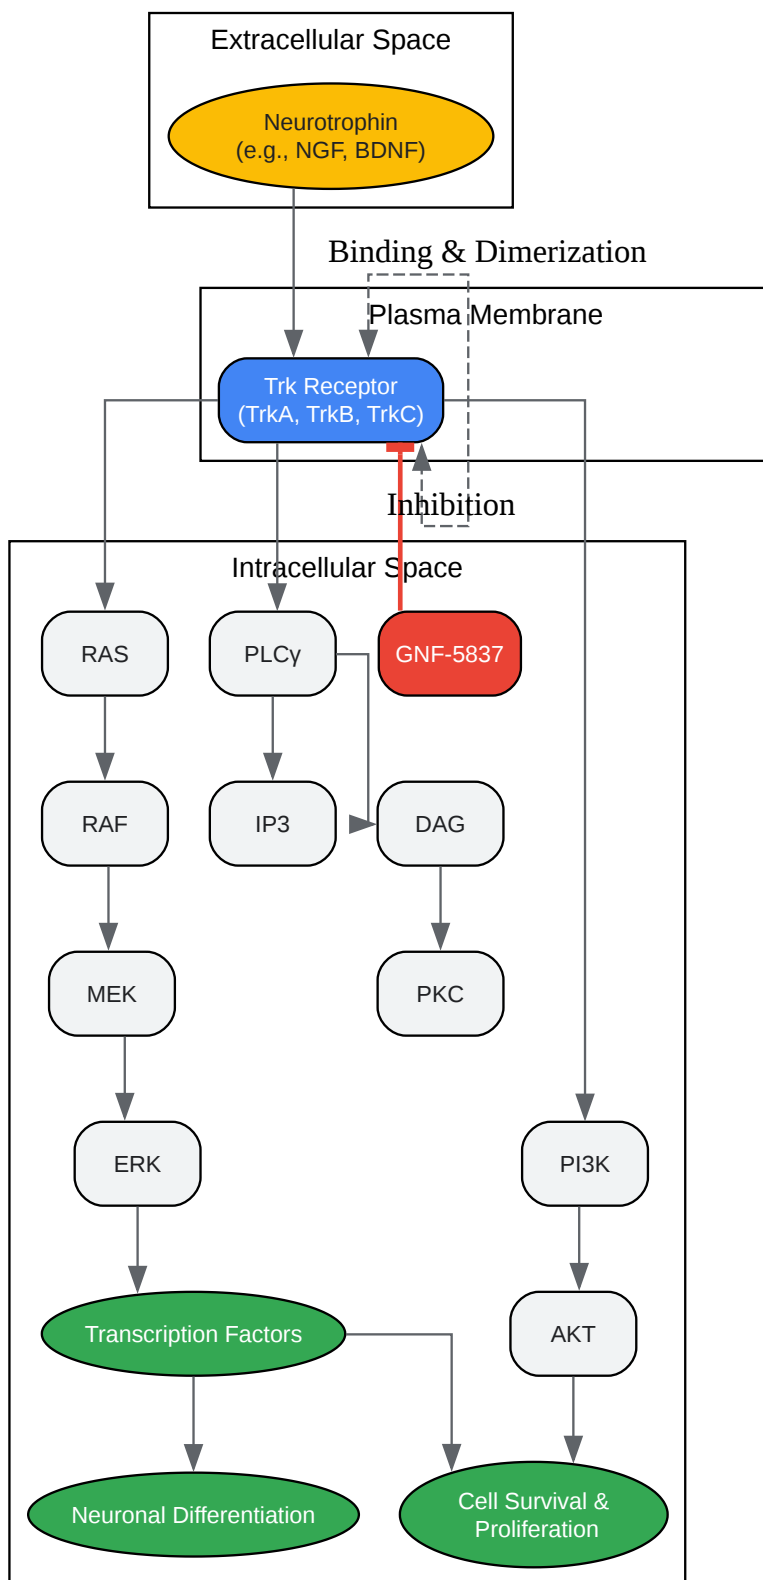 Extracellular Space
Neurotrophin
(e.g., NGF, BDNF)
Binding & Dimerization
Plasma Membrane
Trk Receptor
(TrkA, TrkB, TrkC)
Inhibition
Intracellular Space
RAS
PLCγ
GNF-5837
RAF
IP3
DAG
MEK
PKC
ERK
PI3K
Transcription Factors
AKT
Neuronal Differentiation
Cell Survival &
Proliferation